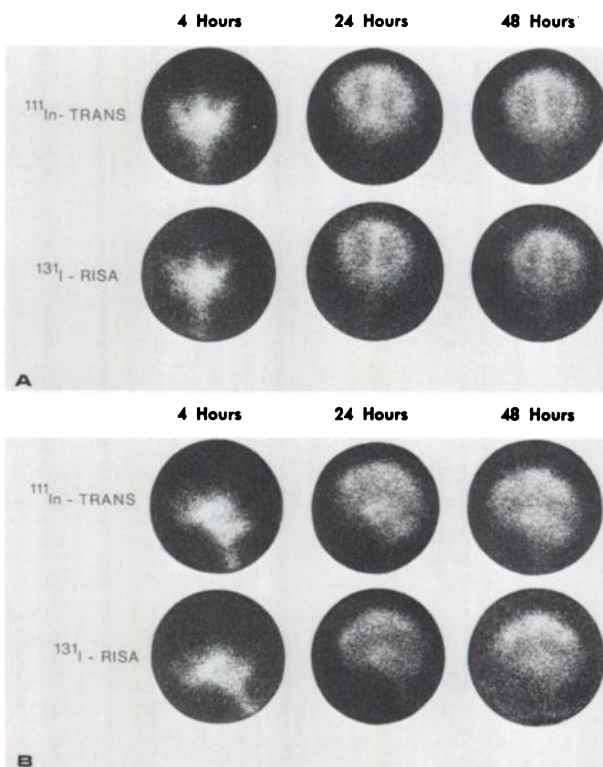 4 Hours 24 Hours 48 Hours
¹¹¹In- TRANS
¹³¹I - RISA
A
4 Hours 24 Hours 48 Hours
¹¹¹In - TRANS
¹³¹I - RISA
B